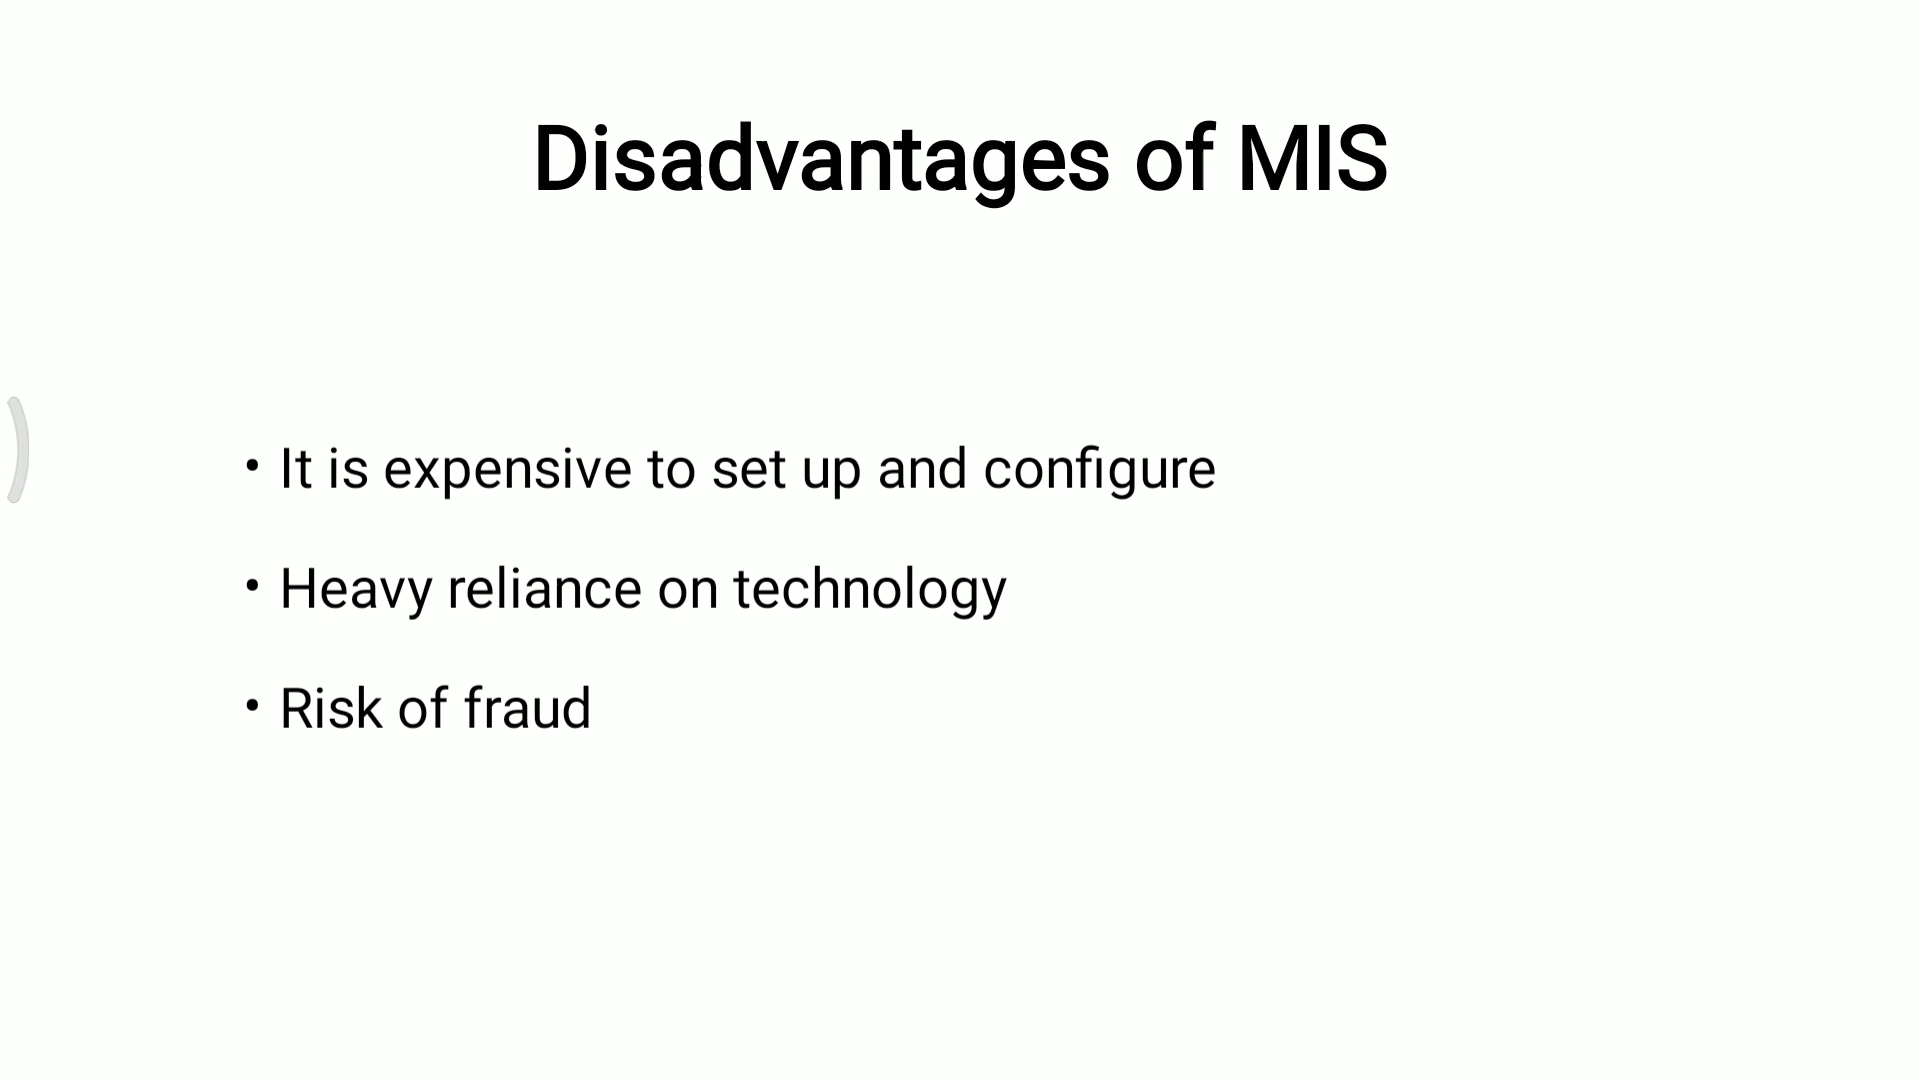 Disadvantages of MIS
• It is expensive to set up and configure
• Heavy reliance on technology
• Risk of fraud